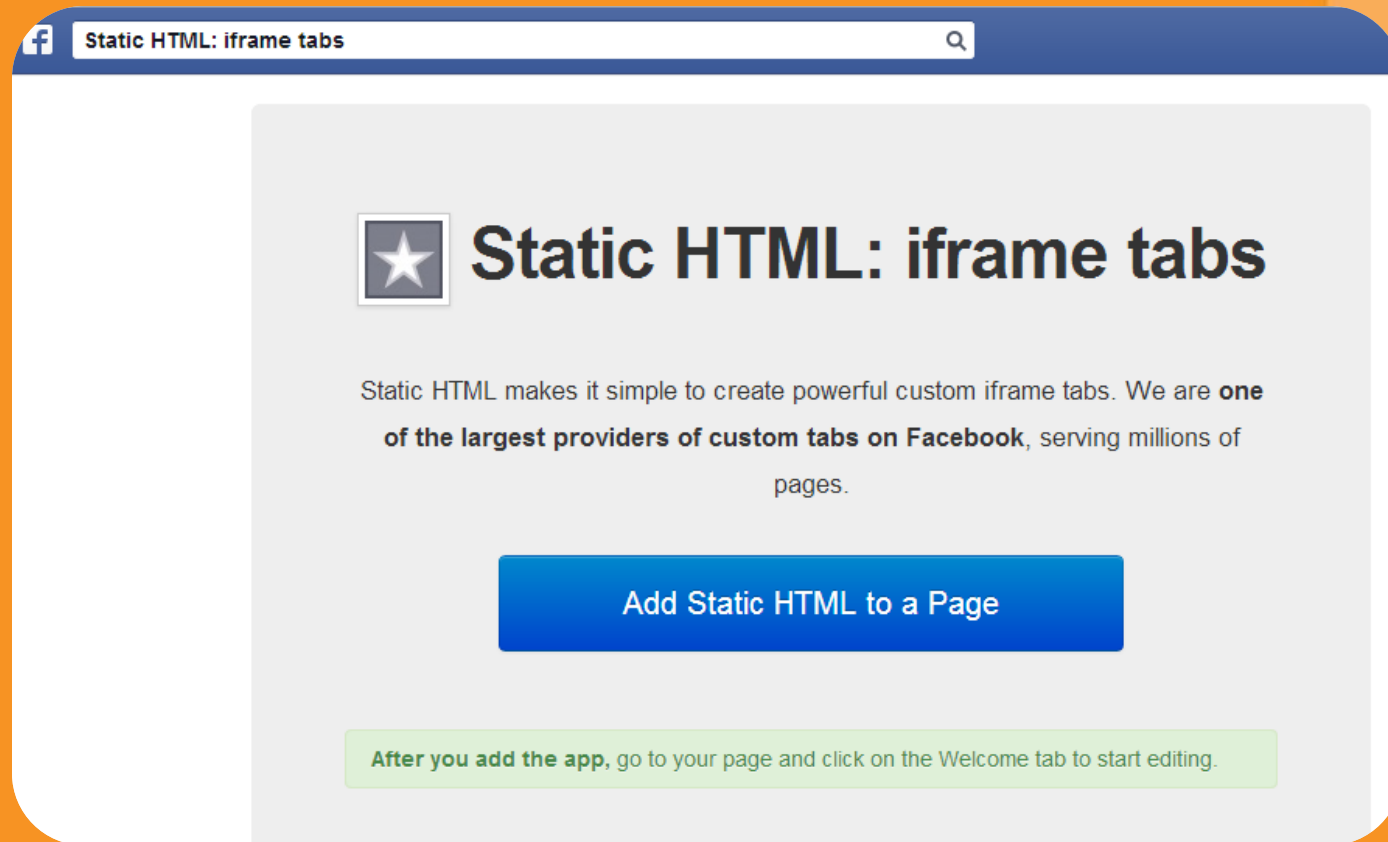 f
Static HTML: iframe tabs
Static HTML: iframe tabs
Static HTML makes it simple to create powerful custom iframe tabs. We are one
of the largest providers of custom tabs on Facebook, serving millions of
pages.
Add Static HTML to a Page
After you add the app, go to your page and click on the Welcome tab to start editing.